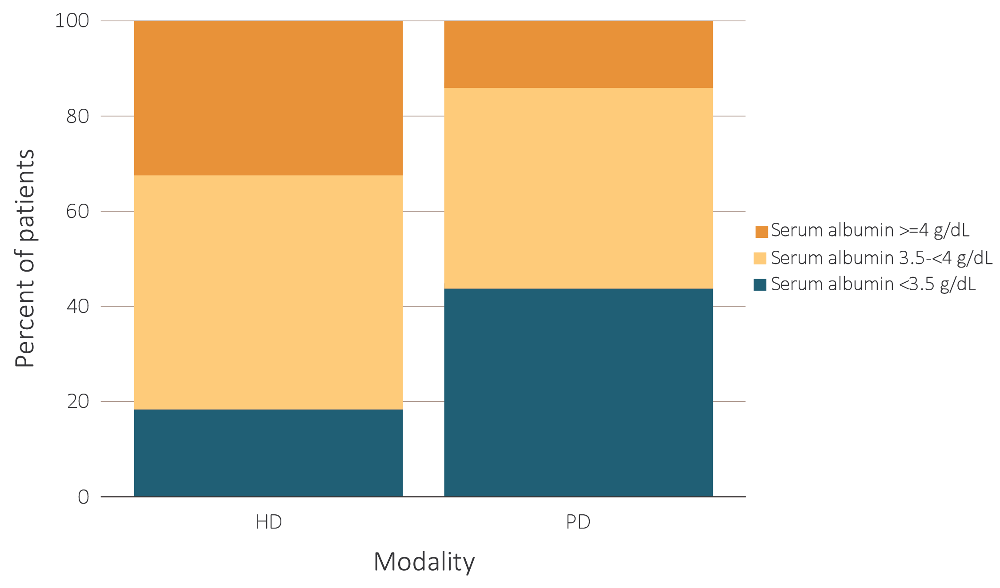 Percent of patients
100
80
60
40
20
0
HD
PD
Modality
Serum albumin >=4 g/dL
Serum albumin 3.5-<4 g/dL
Serum albumin <3.5 g/dL